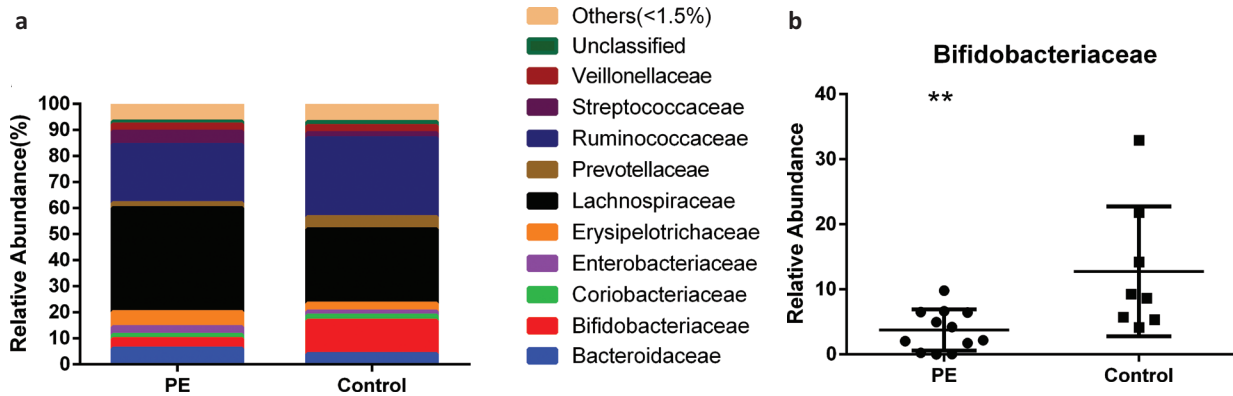 a
Relative Abundance(%)
100
90
80
70
60
50
40
30
20
10
0
PE
Control
Others(<1.5%)
Unclassified
Veillonellaceae
Streptococcaceae
Ruminococcaceae
Prevotellaceae
Lachnospiraceae
Erysipelotrichaceae
Enterobacteriaceae
Coriobacteriaceae
Bifidobacteriaceae
Bacteroidaceae
b
Bifidobacteriaceae
Relative Abundance
40
30
20
10
0
**
PE
Control